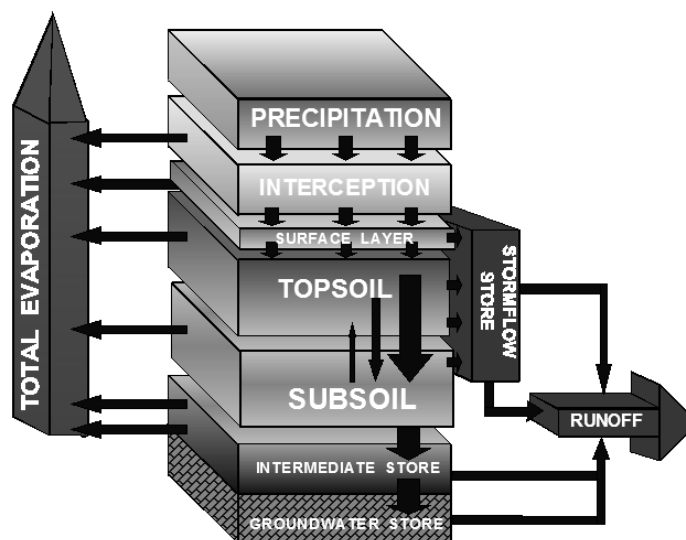 PRECIPITATION
INTERCEPTION
SURFACE LAYER
TOPSOIL
SUBSOIL
INTERMEDIATE STORE
GROUNDWATER STORE
TOTAL EVAPORATION
STORMFLOW
STORE
RUNOFF